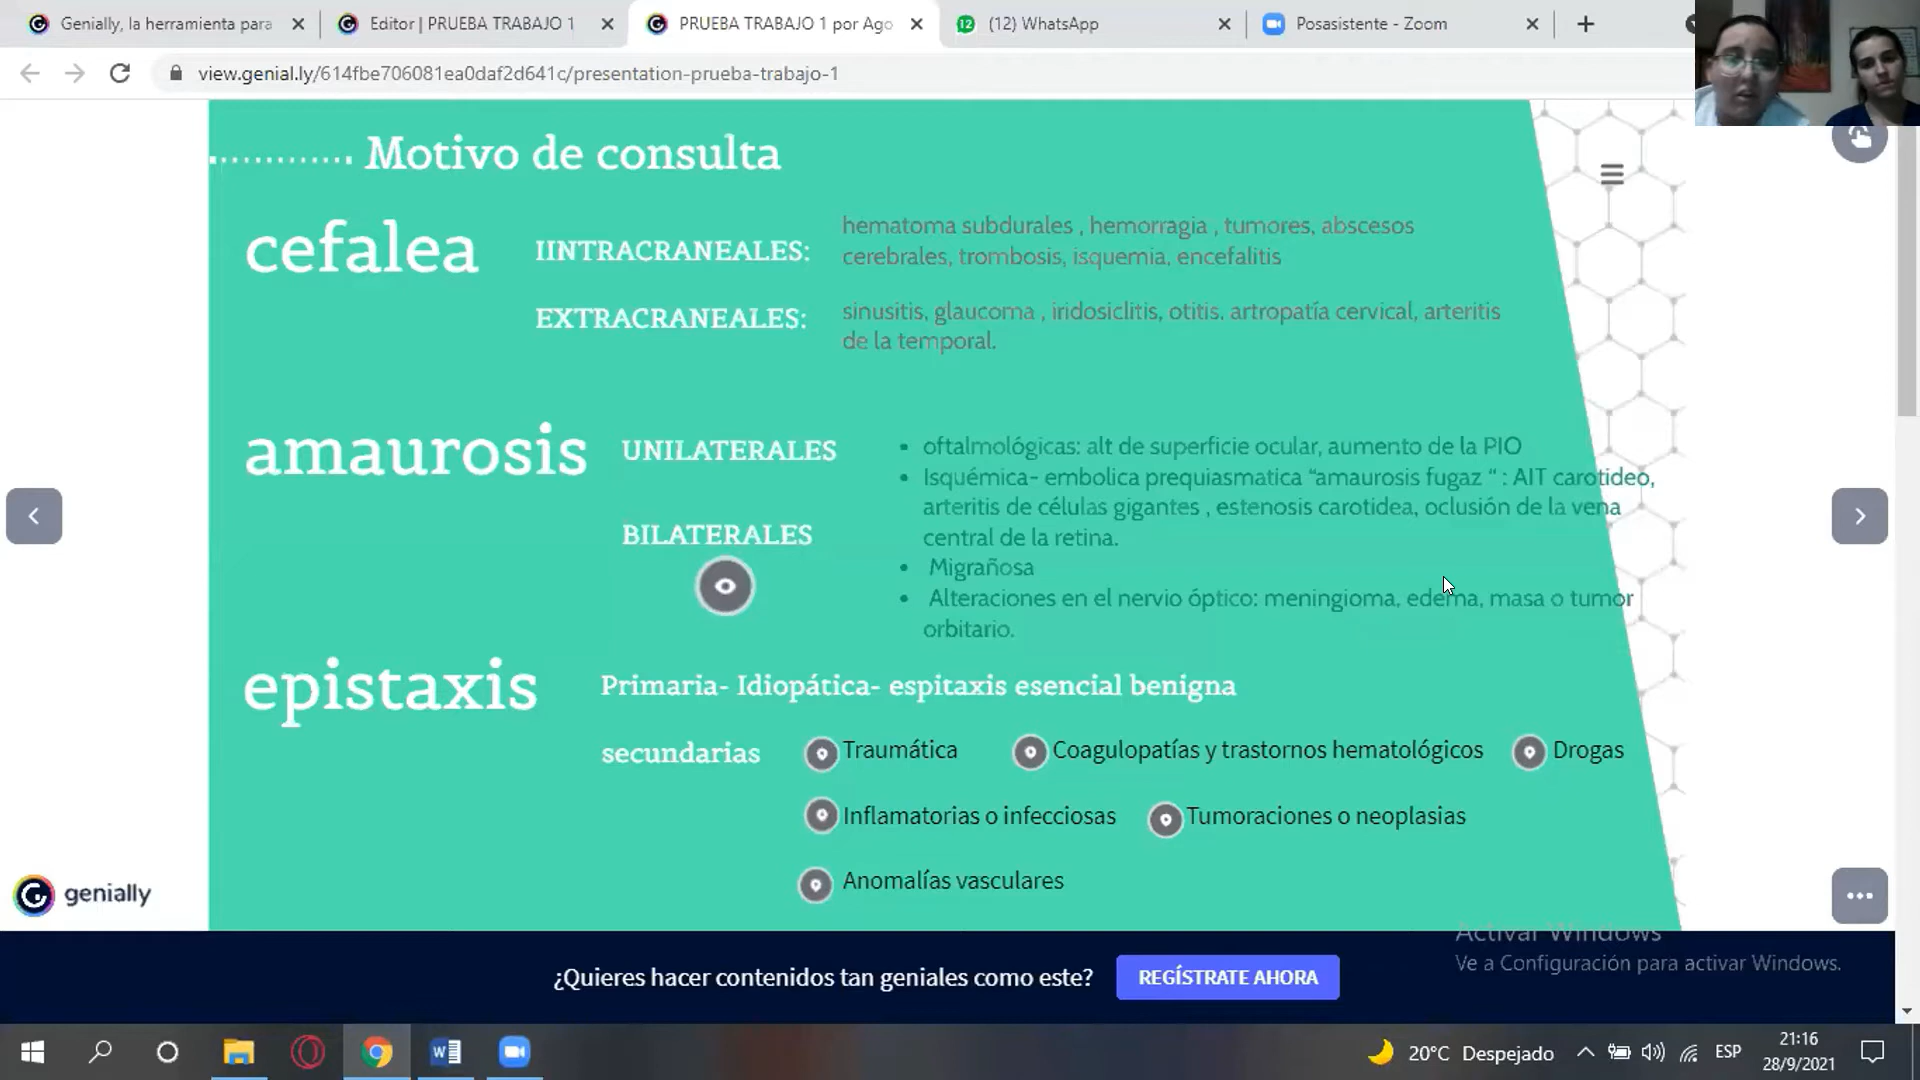 Genially, la herramienta para
Editor | PRUEBA TRABAJO 1
PRUEBA TRABAJO 1 por Ago
12
(12) WhatsApp
Posasistente - Zoom
view.genial.ly/614fbe706081ea0daf2d641c/presentation-prueba-trabajo-1
Motivo de consulta
cefalea
IINTRACRANEALES:
hematoma subdurales , hemorragia , tumores, abscesos
cerebrales, trombosis, isquemia, encefalitis
EXTRACRANEALES:
sinusitis, glaucoma , iridosiclitis, otitis. artropatía cervical, arteritis
de la temporal.
amaurosis
UNILATERALES
BILATERALES
• oftalmológicas: alt de superficie ocular, aumento de la PIO
• Isquémica- embolica prequiasmatica “amaurosis fugaz “ : AIT carotideo,
arteritis de células gigantes , estenosis carotidea, oclusión de la vena
central de la retina.
• Migrañosa
• Alteraciones en el nervio óptico: meningioma, edema, masa o tumor
orbitario.
epistaxis
Primaria- Idiopática- espitaxis esencial benigna
secundarias
Traumática
Coagulopatías y trastornos hematológicos
Drogas
Inflamatorias o infecciosas
Tumoraciones o neoplasias
Anomalías vasculares
genially
¿Quieres hacer contenidos tan geniales como este?
REGÍSTRATE AHORA
Activar Windows
Ve a Configuración para activar Windows.
20°C Despejado
ESP
21:16
28/9/2021